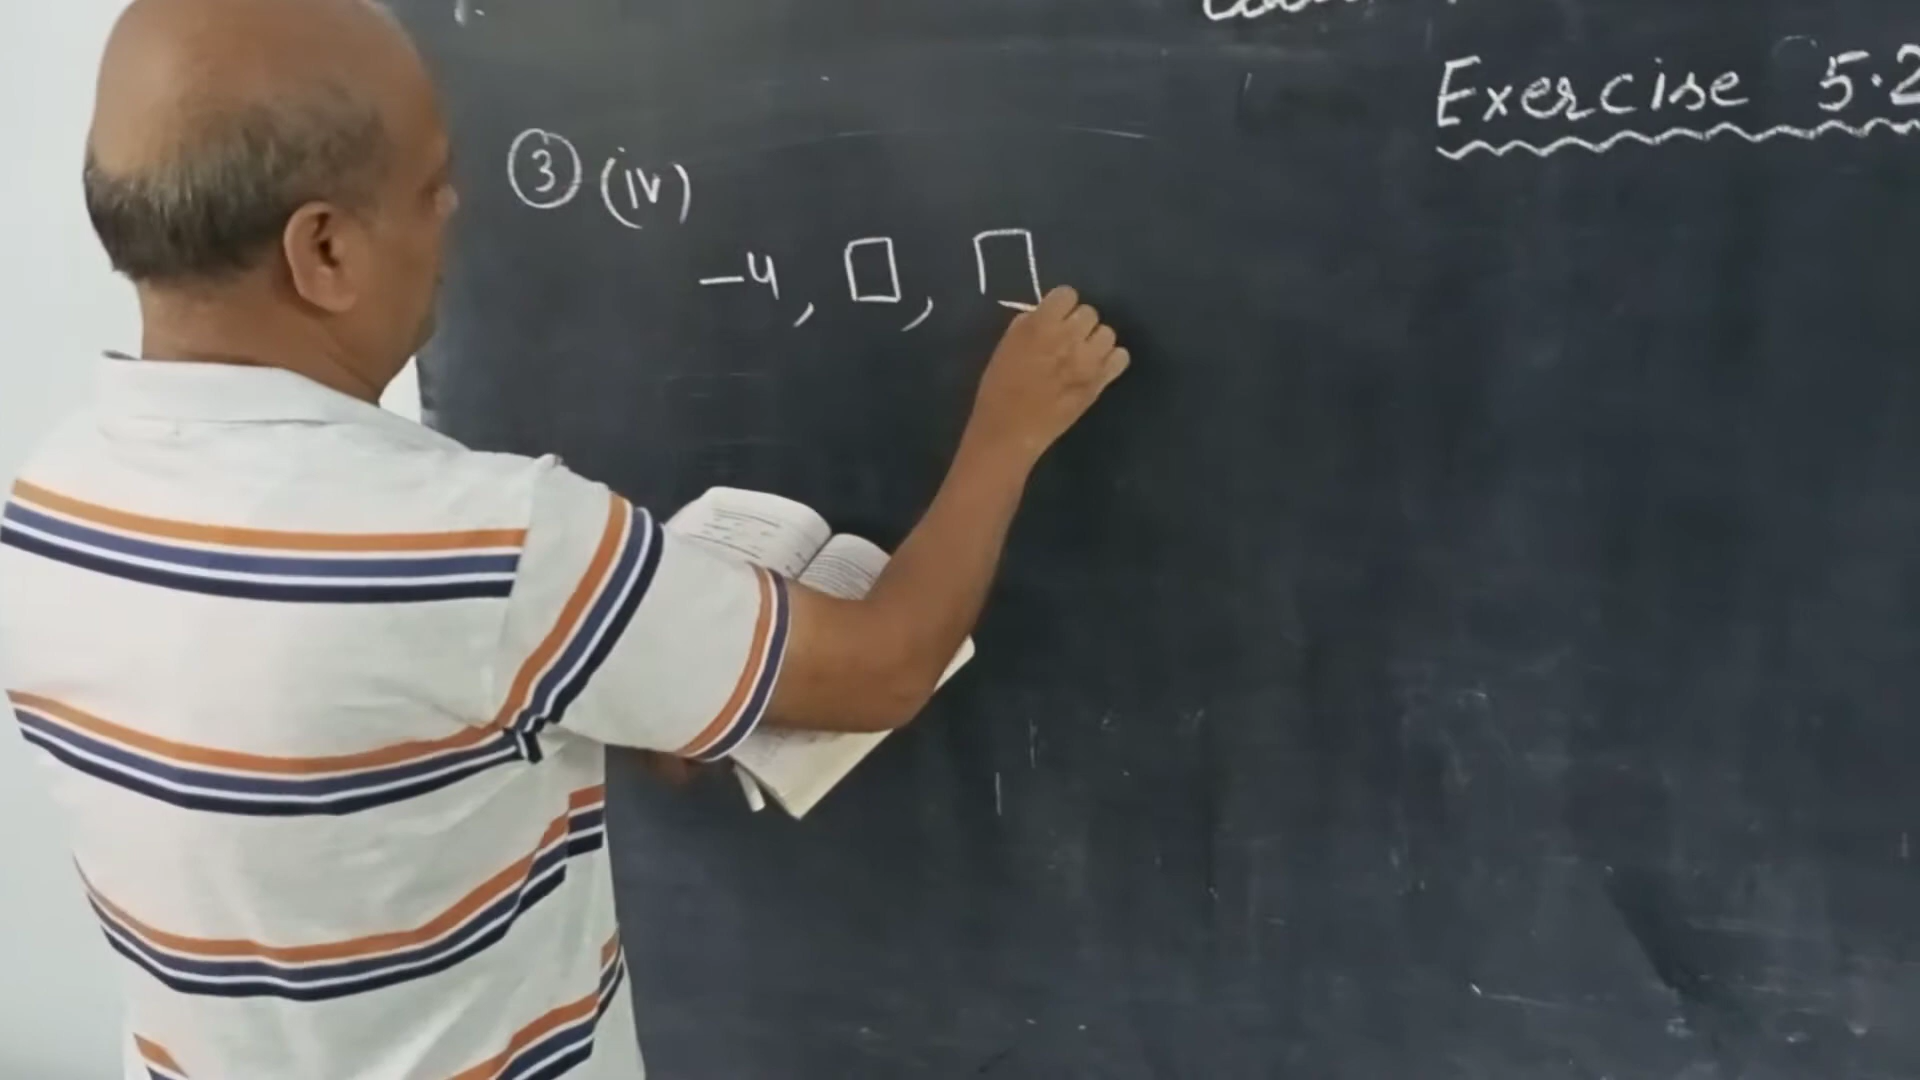 Exercise 5.2
③ (iv)
-4, □, □